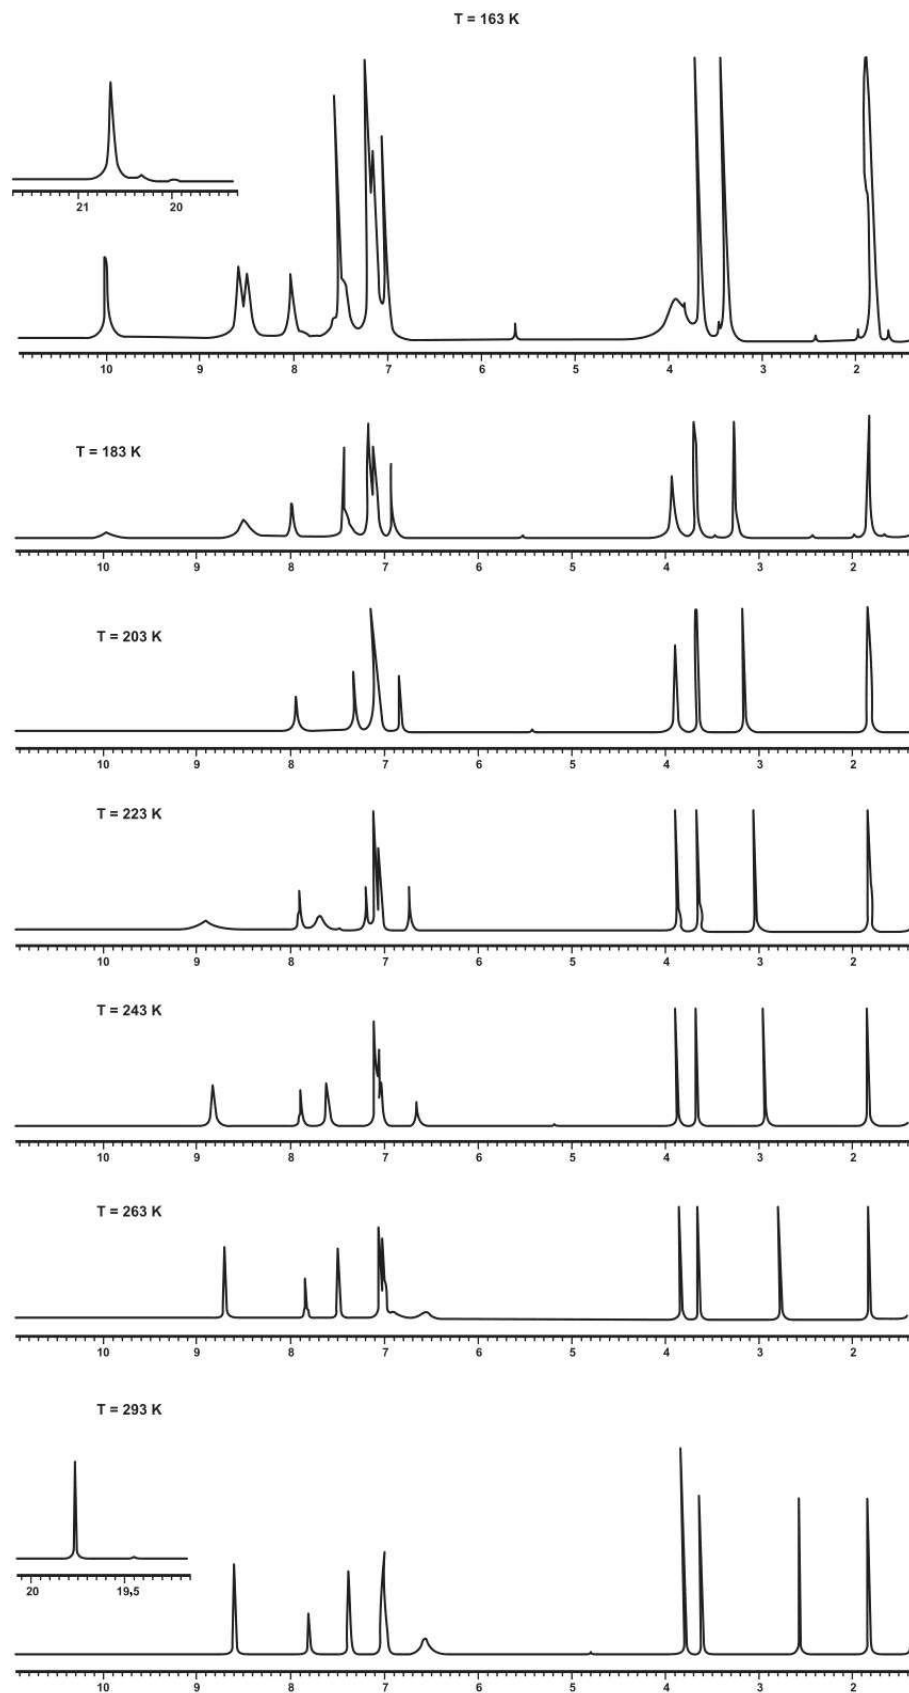 T = 163 K
21 20
10 9 8 7 6 5 4 3 2
T = 183 K
10 9 8 7 6 5 4 3 2
T = 203 K
10 9 8 7 6 5 4 3 2
T = 223 K
10 9 8 7 6 5 4 3 2
T = 243 K
10 9 8 7 6 5 4 3 2
T = 263 K
10 9 8 7 6 5 4 3 2
T = 293 K
20 19,5
10 9 8 7 6 5 4 3 2